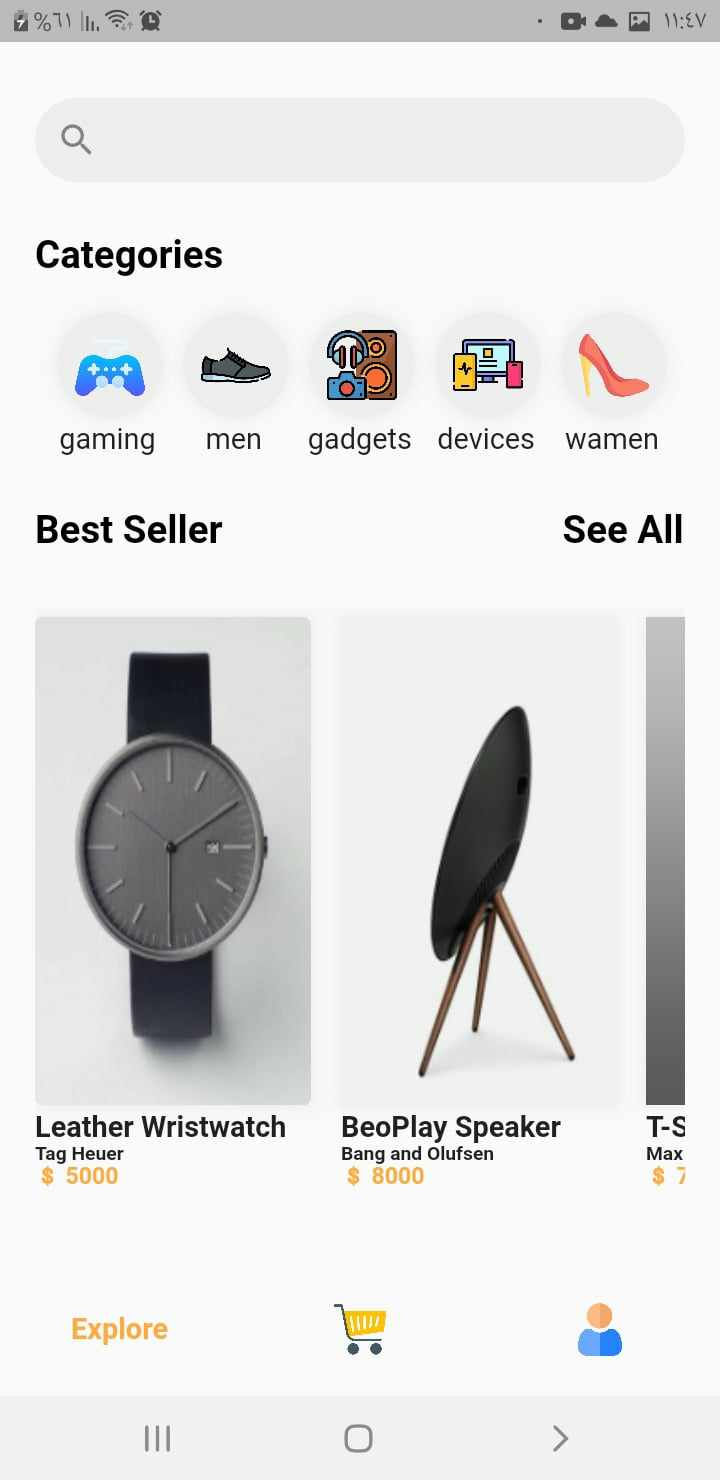 %٦١ ١١:٤٧
Categories
gaming men gadgets devices wamen
Best Seller See All
Leather Wristwatch BeoPlay Speaker T-S
Tag Heuer Bang and Olufsen Max
$ 5000 $ 8000 $ 7
Explore